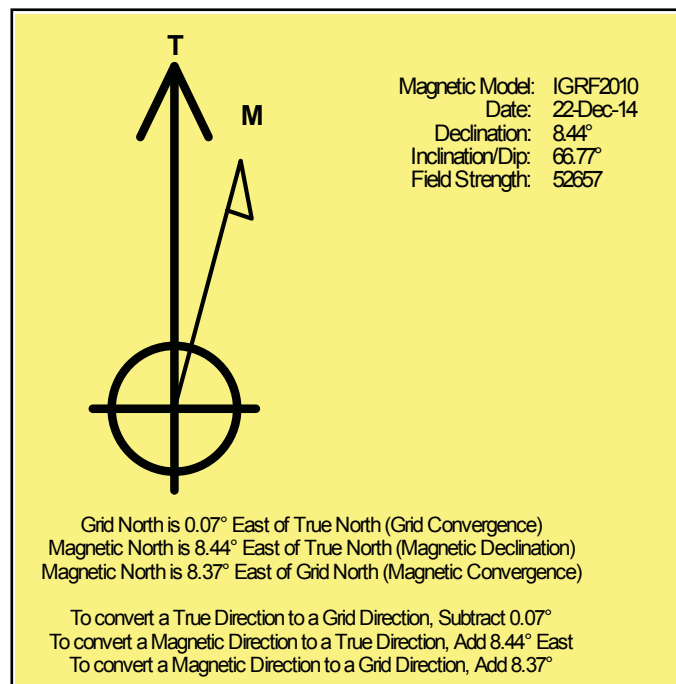 T
M
Magnetic Model: IGRF2010
Date: 22-Dec-14
Declination: 8.44°
Inclination/Dip: 66.77°
Field Strength: 52657
Grid North is 0.07° East of True North (Grid Convergence)
Magnetic North is 8.44° East of True North (Magnetic Declination)
Magnetic North is 8.37° East of Grid North (Magnetic Convergence)
To convert a True Direction to a Grid Direction, Subtract 0.07°
To convert a Magnetic Direction to a True Direction, Add 8.44° East
To convert a Magnetic Direction to a Grid Direction, Add 8.37°